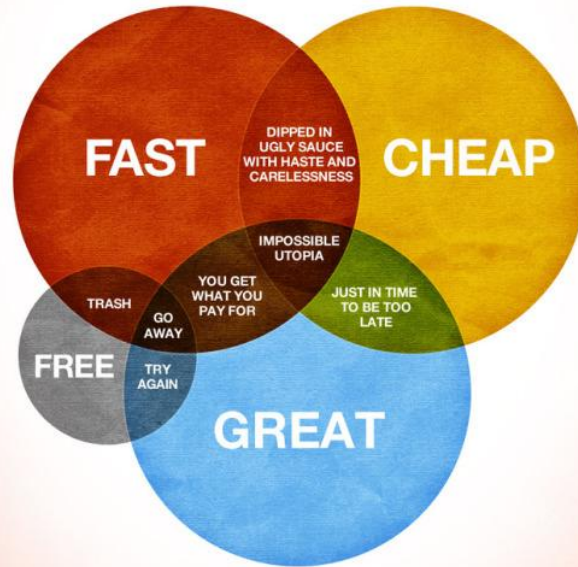 FAST
DIPPED IN
UGLY SAUCE
WITH HASTE AND
CARELESSNESS
CHEAP
IMPOSSIBLE
UTOPIA
YOU GET
WHAT YOU
PAY FOR
JUST IN TIME
TO BE TOO
LATE
TRASH
GO
AWAY
FREE
TRY
AGAIN
GREAT